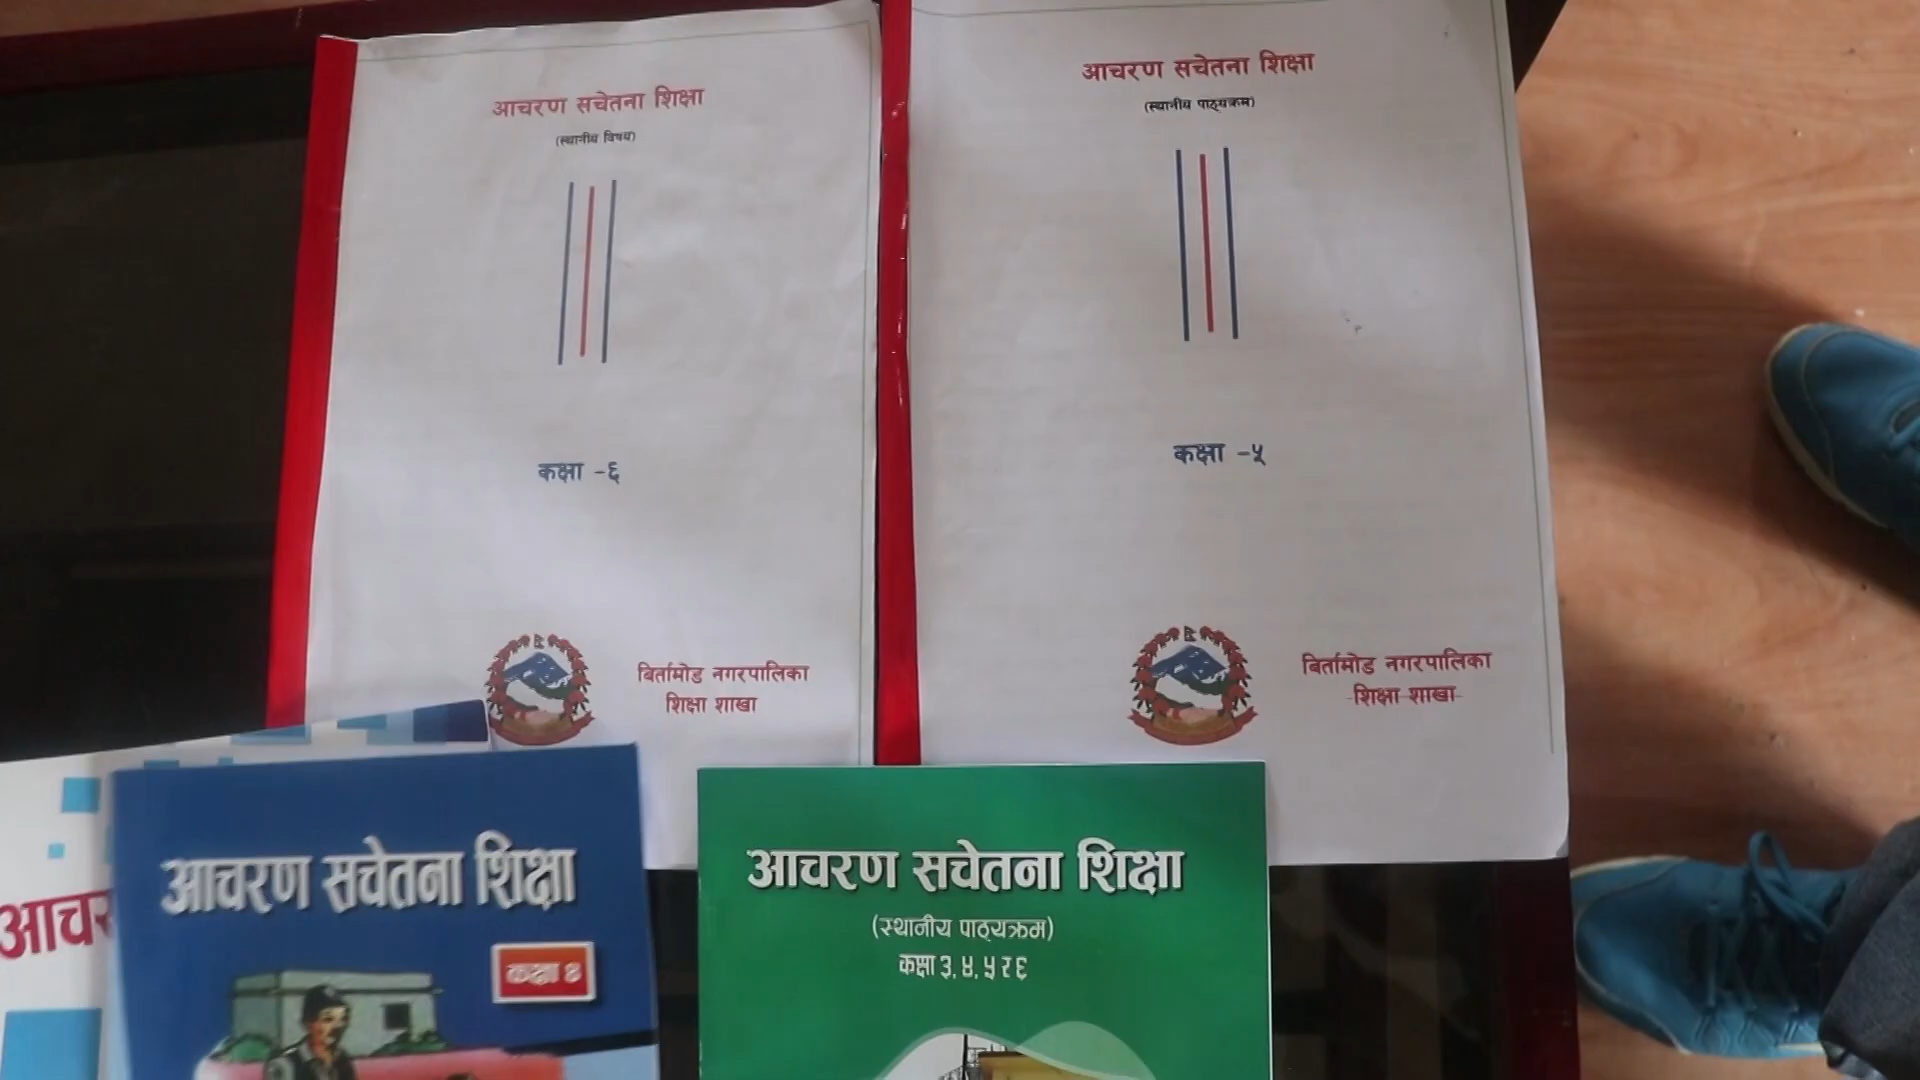 आचरण सचेतना शिक्षा
(स्थानीय विषय)
कक्षा -६
बिर्तामोड नगरपालिका
शिक्षा शाखा
आचरण सचेतना शिक्षा
(स्थानीय पाठ्यक्रम)
कक्षा -५
बिर्तामोड नगरपालिका
शिक्षा शाखा
आचर
आचरण सचेतना शिक्षा
कक्षा ४
आचरण सचेतना शिक्षा
(स्थानीय पाठ्यक्रम)
कक्षा ३, ४, ५ र ६